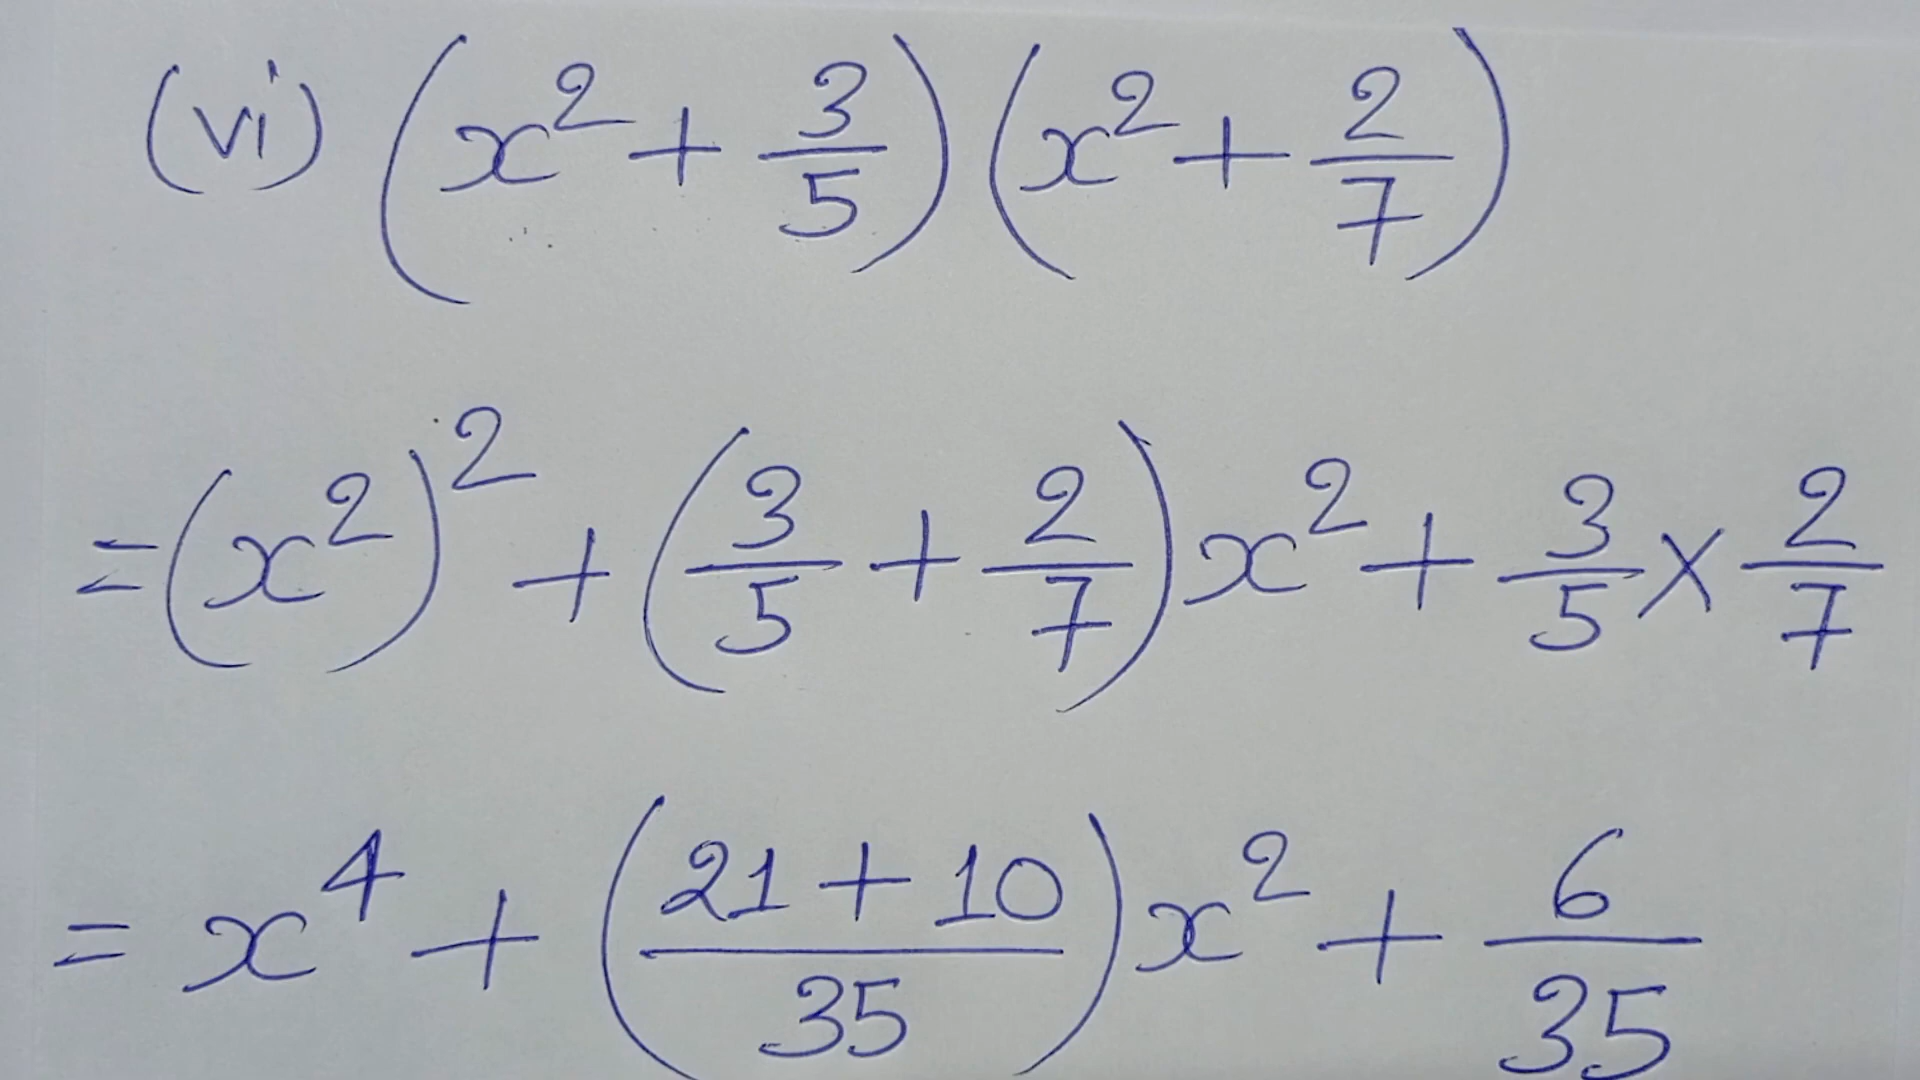 (vi) (x² + 3/5) (x² + 2/7)
= (x²)² + (3/5 + 2/7) x² + 3/5 × 2/7
= x⁴ + ((21 + 10)/35) x² + 6/35